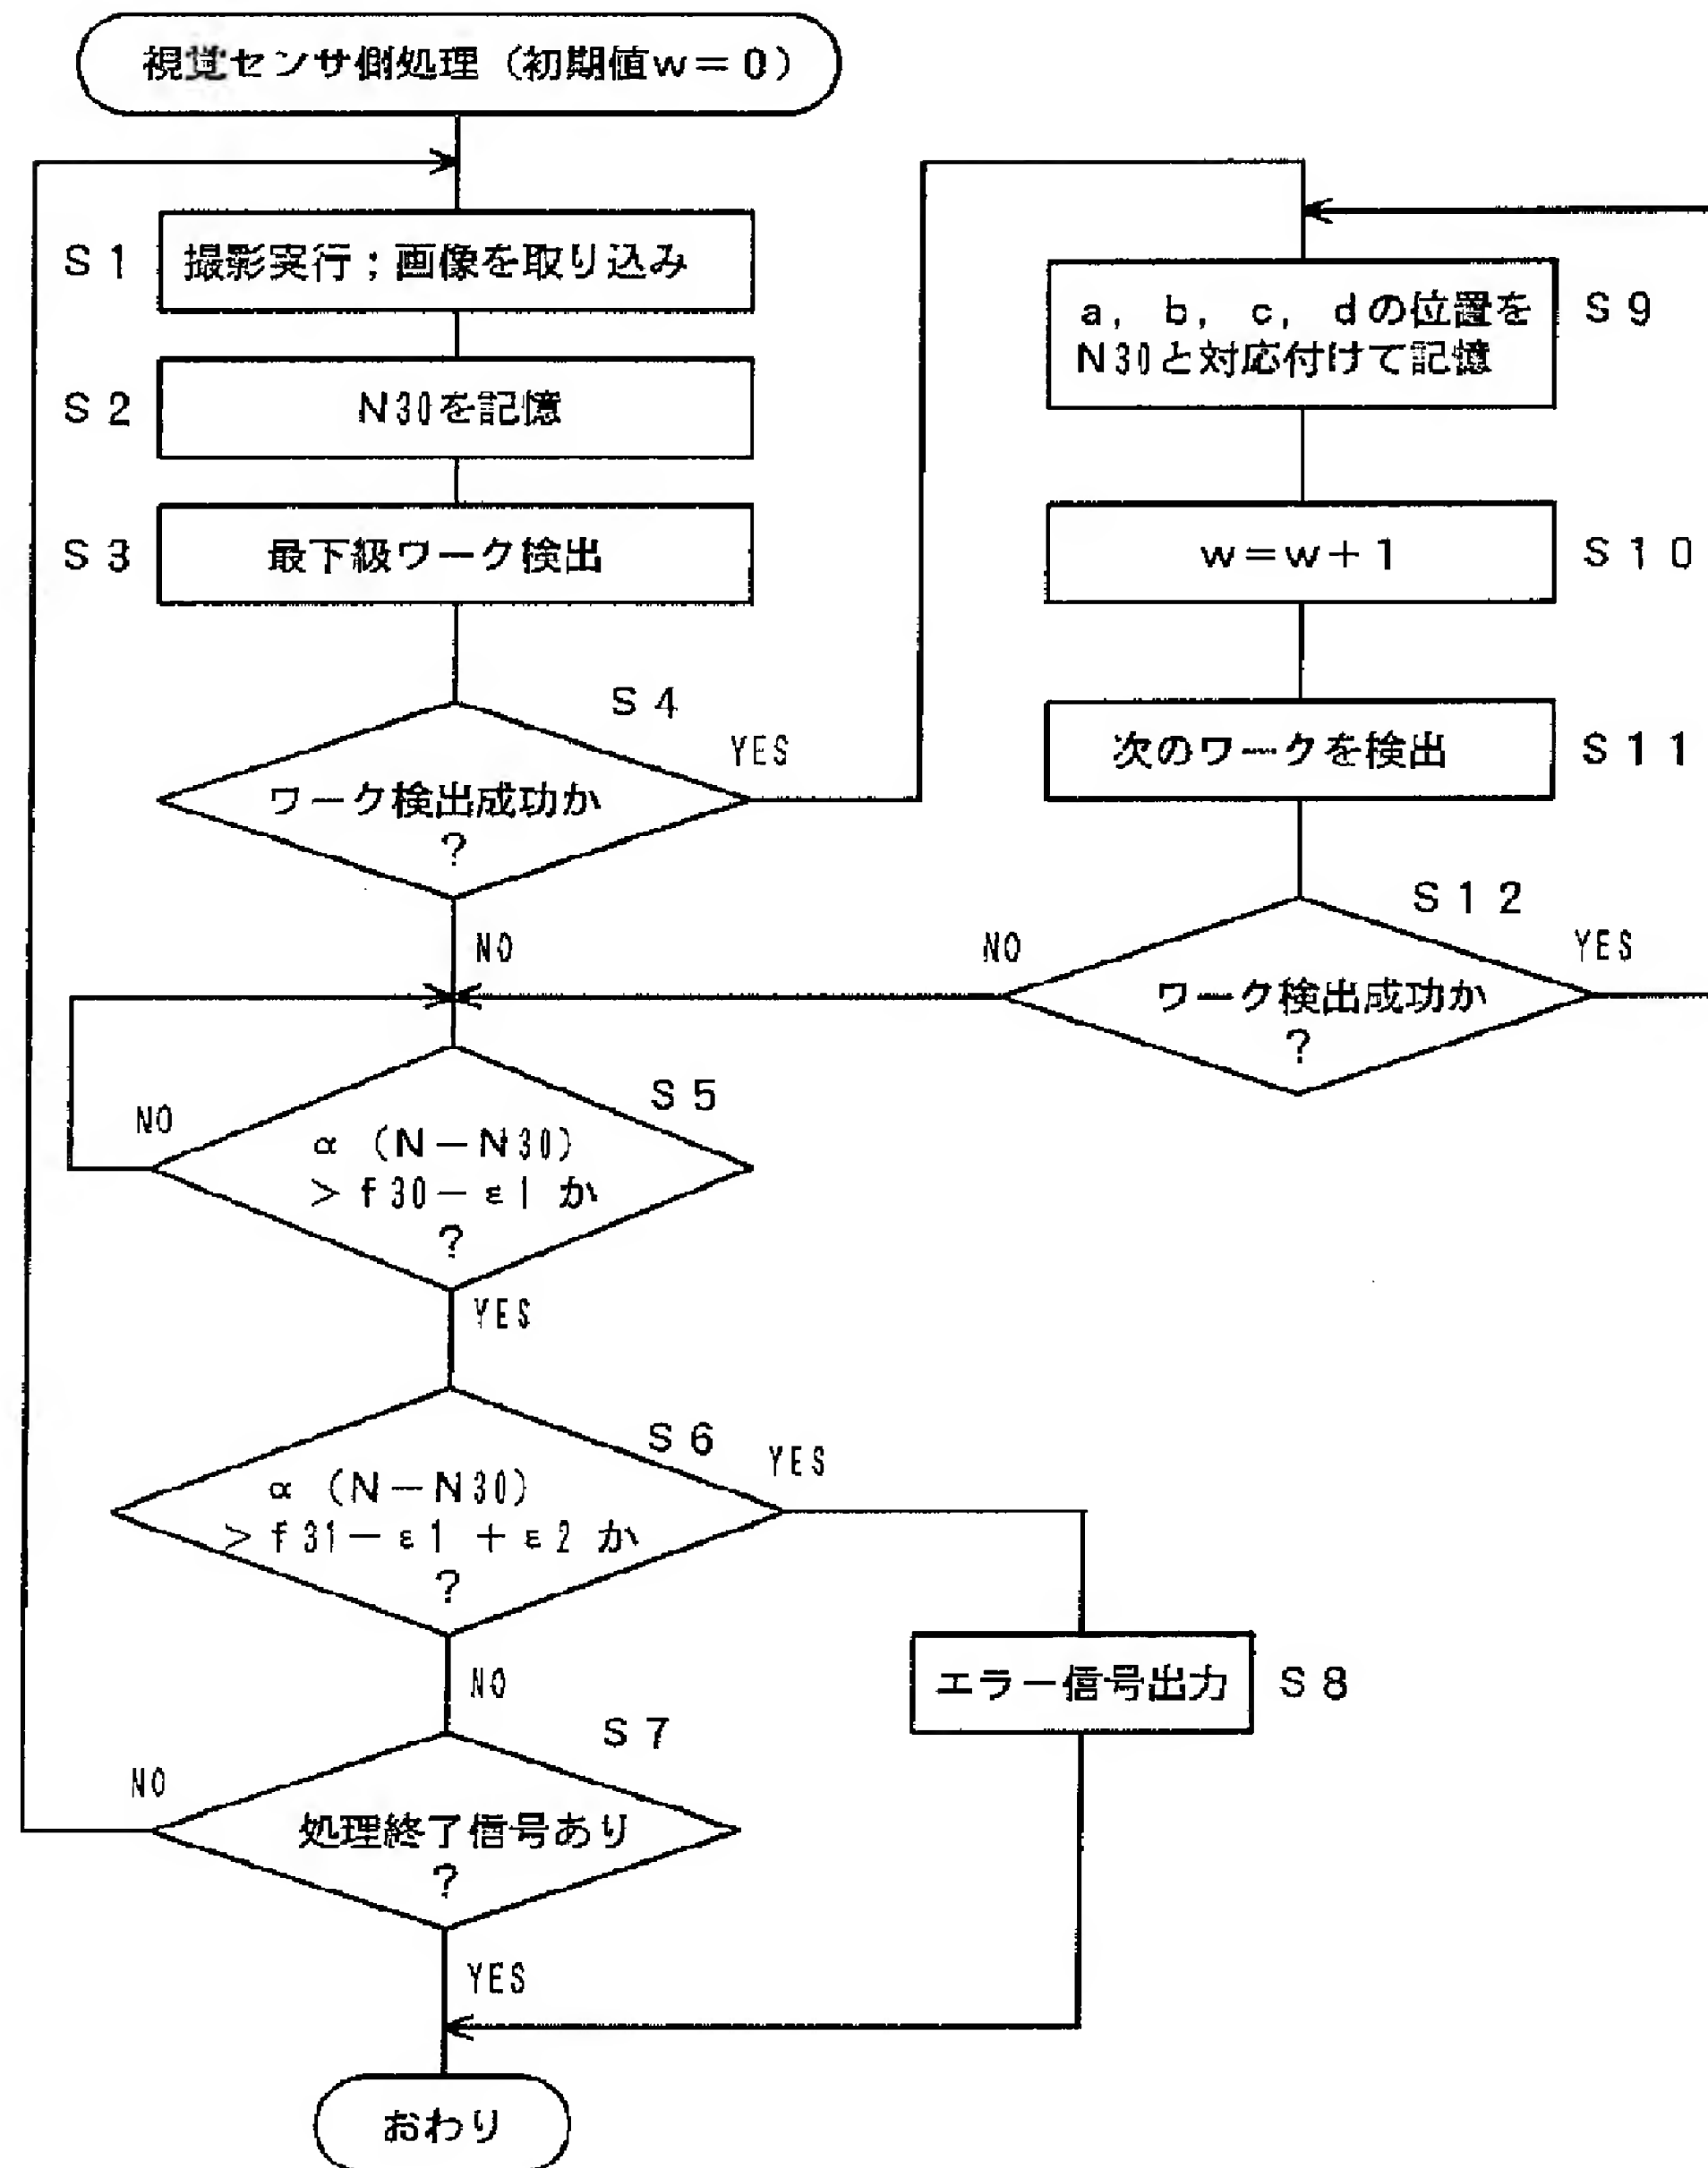 視覚センサ側処理（初期値w＝0）
S1
撮影実行；画像を取り込み
S2
N30を記憶
S3
最下級ワーク検出
S4
ワーク検出成功か
?
YES
NO
S5
α（N－N30）
＞f30－ε1か
?
NO
YES
S6
α（N－N30）
＞f31－ε1＋ε2か
?
YES
NO
S7
処理終了信号あり
?
NO
YES
エラー信号出力
S8
おわり
a，b，c，dの位置を
N30と対応付けて記憶
S9
w＝w＋1
S10
次のワークを検出
S11
S12
ワーク検出成功か
?
NO
YES